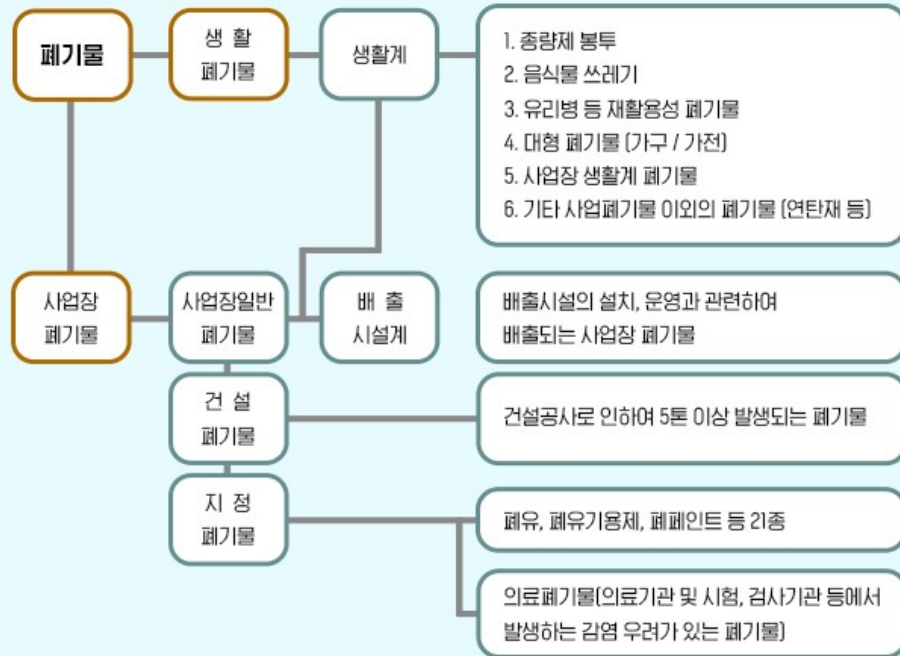 폐기물
생 활
폐기물
생활계
1. 종량제 봉투
2. 음식물 쓰레기
3. 유리병 등 재활용성 폐기물
4. 대형 폐기물 (가구 / 가전)
5. 사업장 생활계 폐기물
6. 기타 사업폐기물 이외의 폐기물 (연탄재 등)
사업장
폐기물
사업장일반
폐기물
배 출
시설계
배출시설의 설치, 운영과 관련하여
배출되는 사업장 폐기물
건 설
폐기물
건설공사로 인하여 5톤 이상 발생되는 폐기물
지 정
폐기물
폐유, 폐유기용제, 폐페인트 등 21종
의료폐기물(의료기관 및 시험, 검사기관 등에서
발생하는 감염 우려가 있는 폐기물)